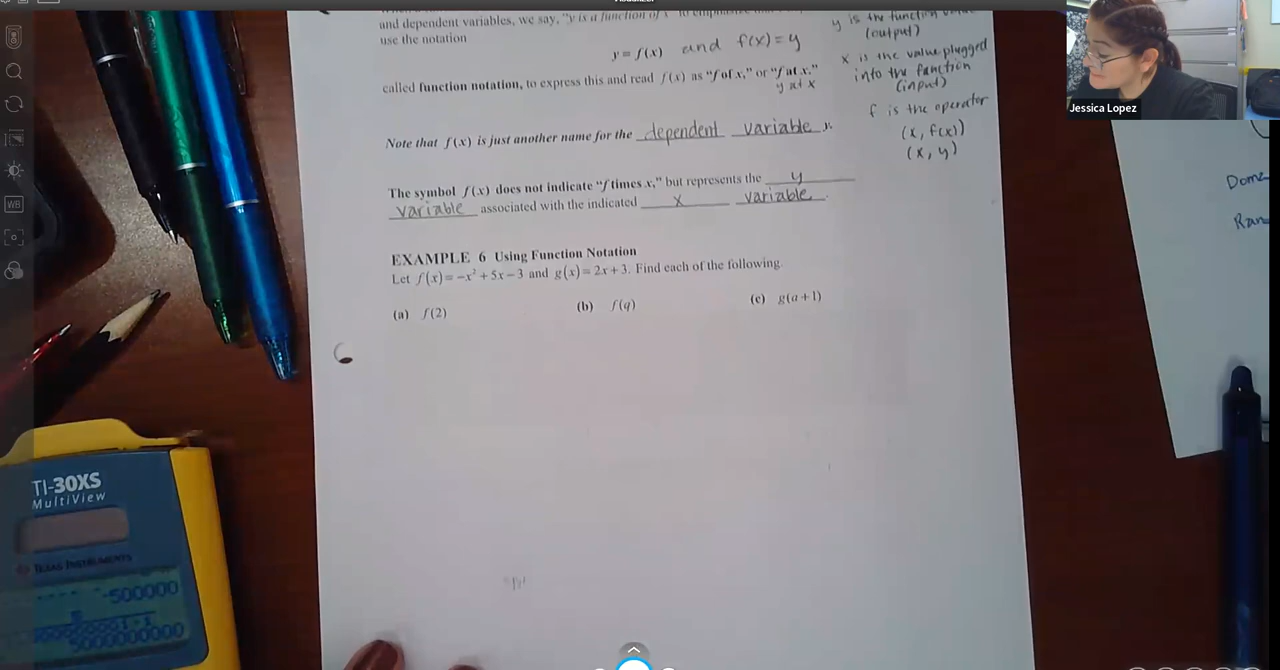 and dependent variables, we say, "y is a function of x" to emphasize
use the notation
y = f(x) and f(x) = y
called function notation, to express this and read f(x) as "f of x," or "f at x."
y at x
Note that f(x) is just another name for the dependent variable y.
The symbol f(x) does not indicate "f times x," but represents the y
variable associated with the indicated x variable.
EXAMPLE 6 Using Function Notation
Let f(x) = −x² + 5x − 3 and g(x) = 2x + 3. Find each of the following.
(a) f(2) (b) f(q) (c) g(a + 1)
y is the function value
(output)
x is the value plugged
into the function
(input)
f is the operator
(x, f(x))
(x, y)
Jessica Lopez
WB
TI-30XS
MultiView
TEXAS INSTRUMENTS
-500000